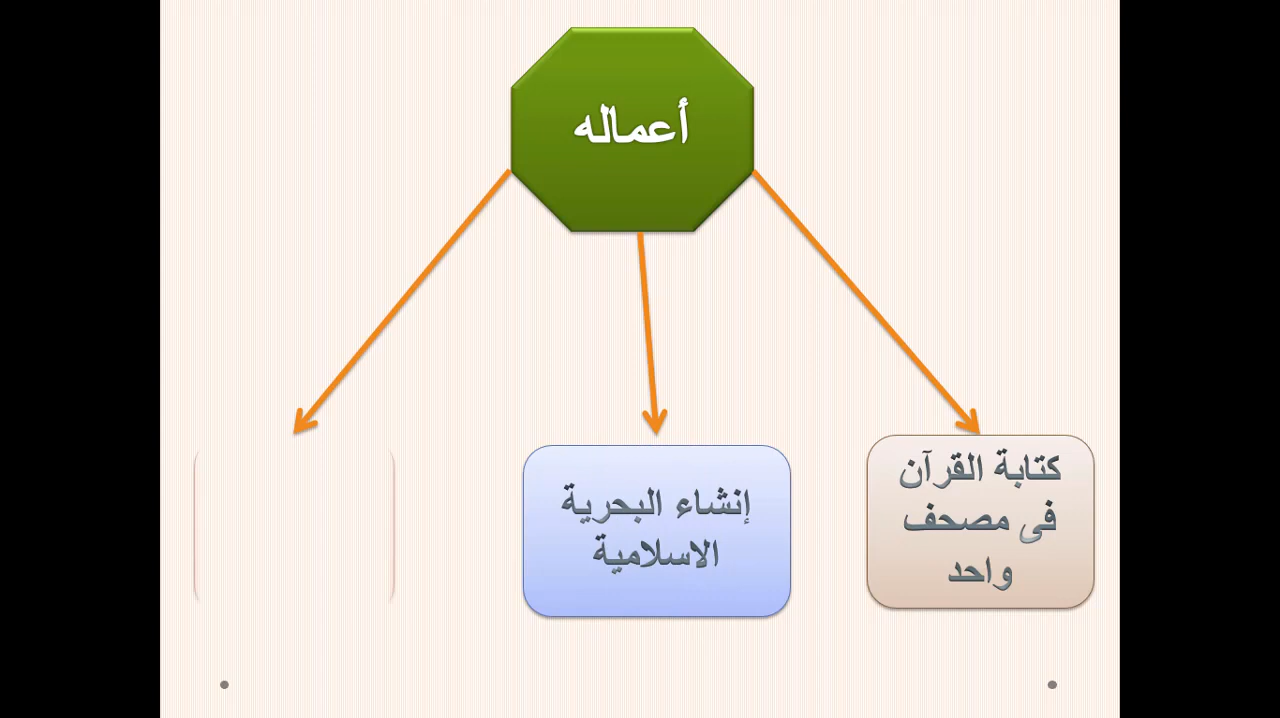 أعماله
كتابة القرآن
فى مصحف
واحد
إنشاء البحرية
الاسلامية